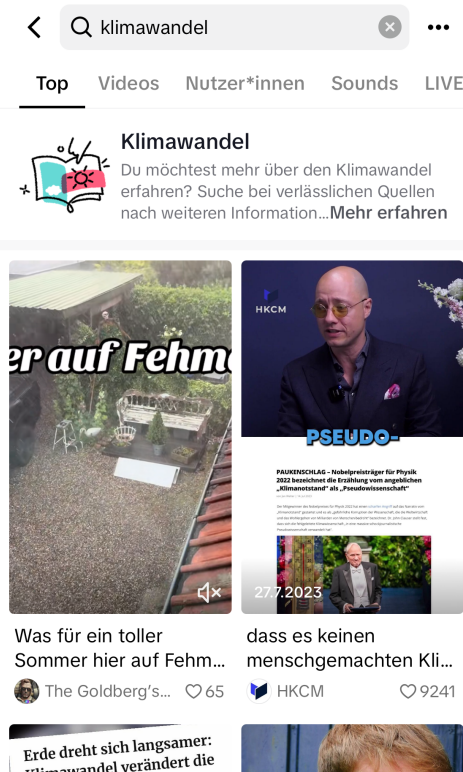 klimawandel
Top Videos Nutzer*innen Sounds LIVE
Klimawandel
Du möchtest mehr über den Klimawandel
erfahren? Suche bei verlässlichen Quellen
nach weiteren Information...Mehr erfahren
er auf Fehm
HKCM
PSEUDO-
PAUKENSCHLAG – Nobelpreisträger für Physik
2022 bezeichnet die Erzählung vom angeblichen
„Klimanotstand“ als „Pseudowissenschaft“
27.7.2023
Was für ein toller
Sommer hier auf Fehm...
The Goldberg's... 65
dass es keinen
menschgemachten Kli...
HKCM 9241
Erde dreht sich langsamer:
Klimawandel verändert die